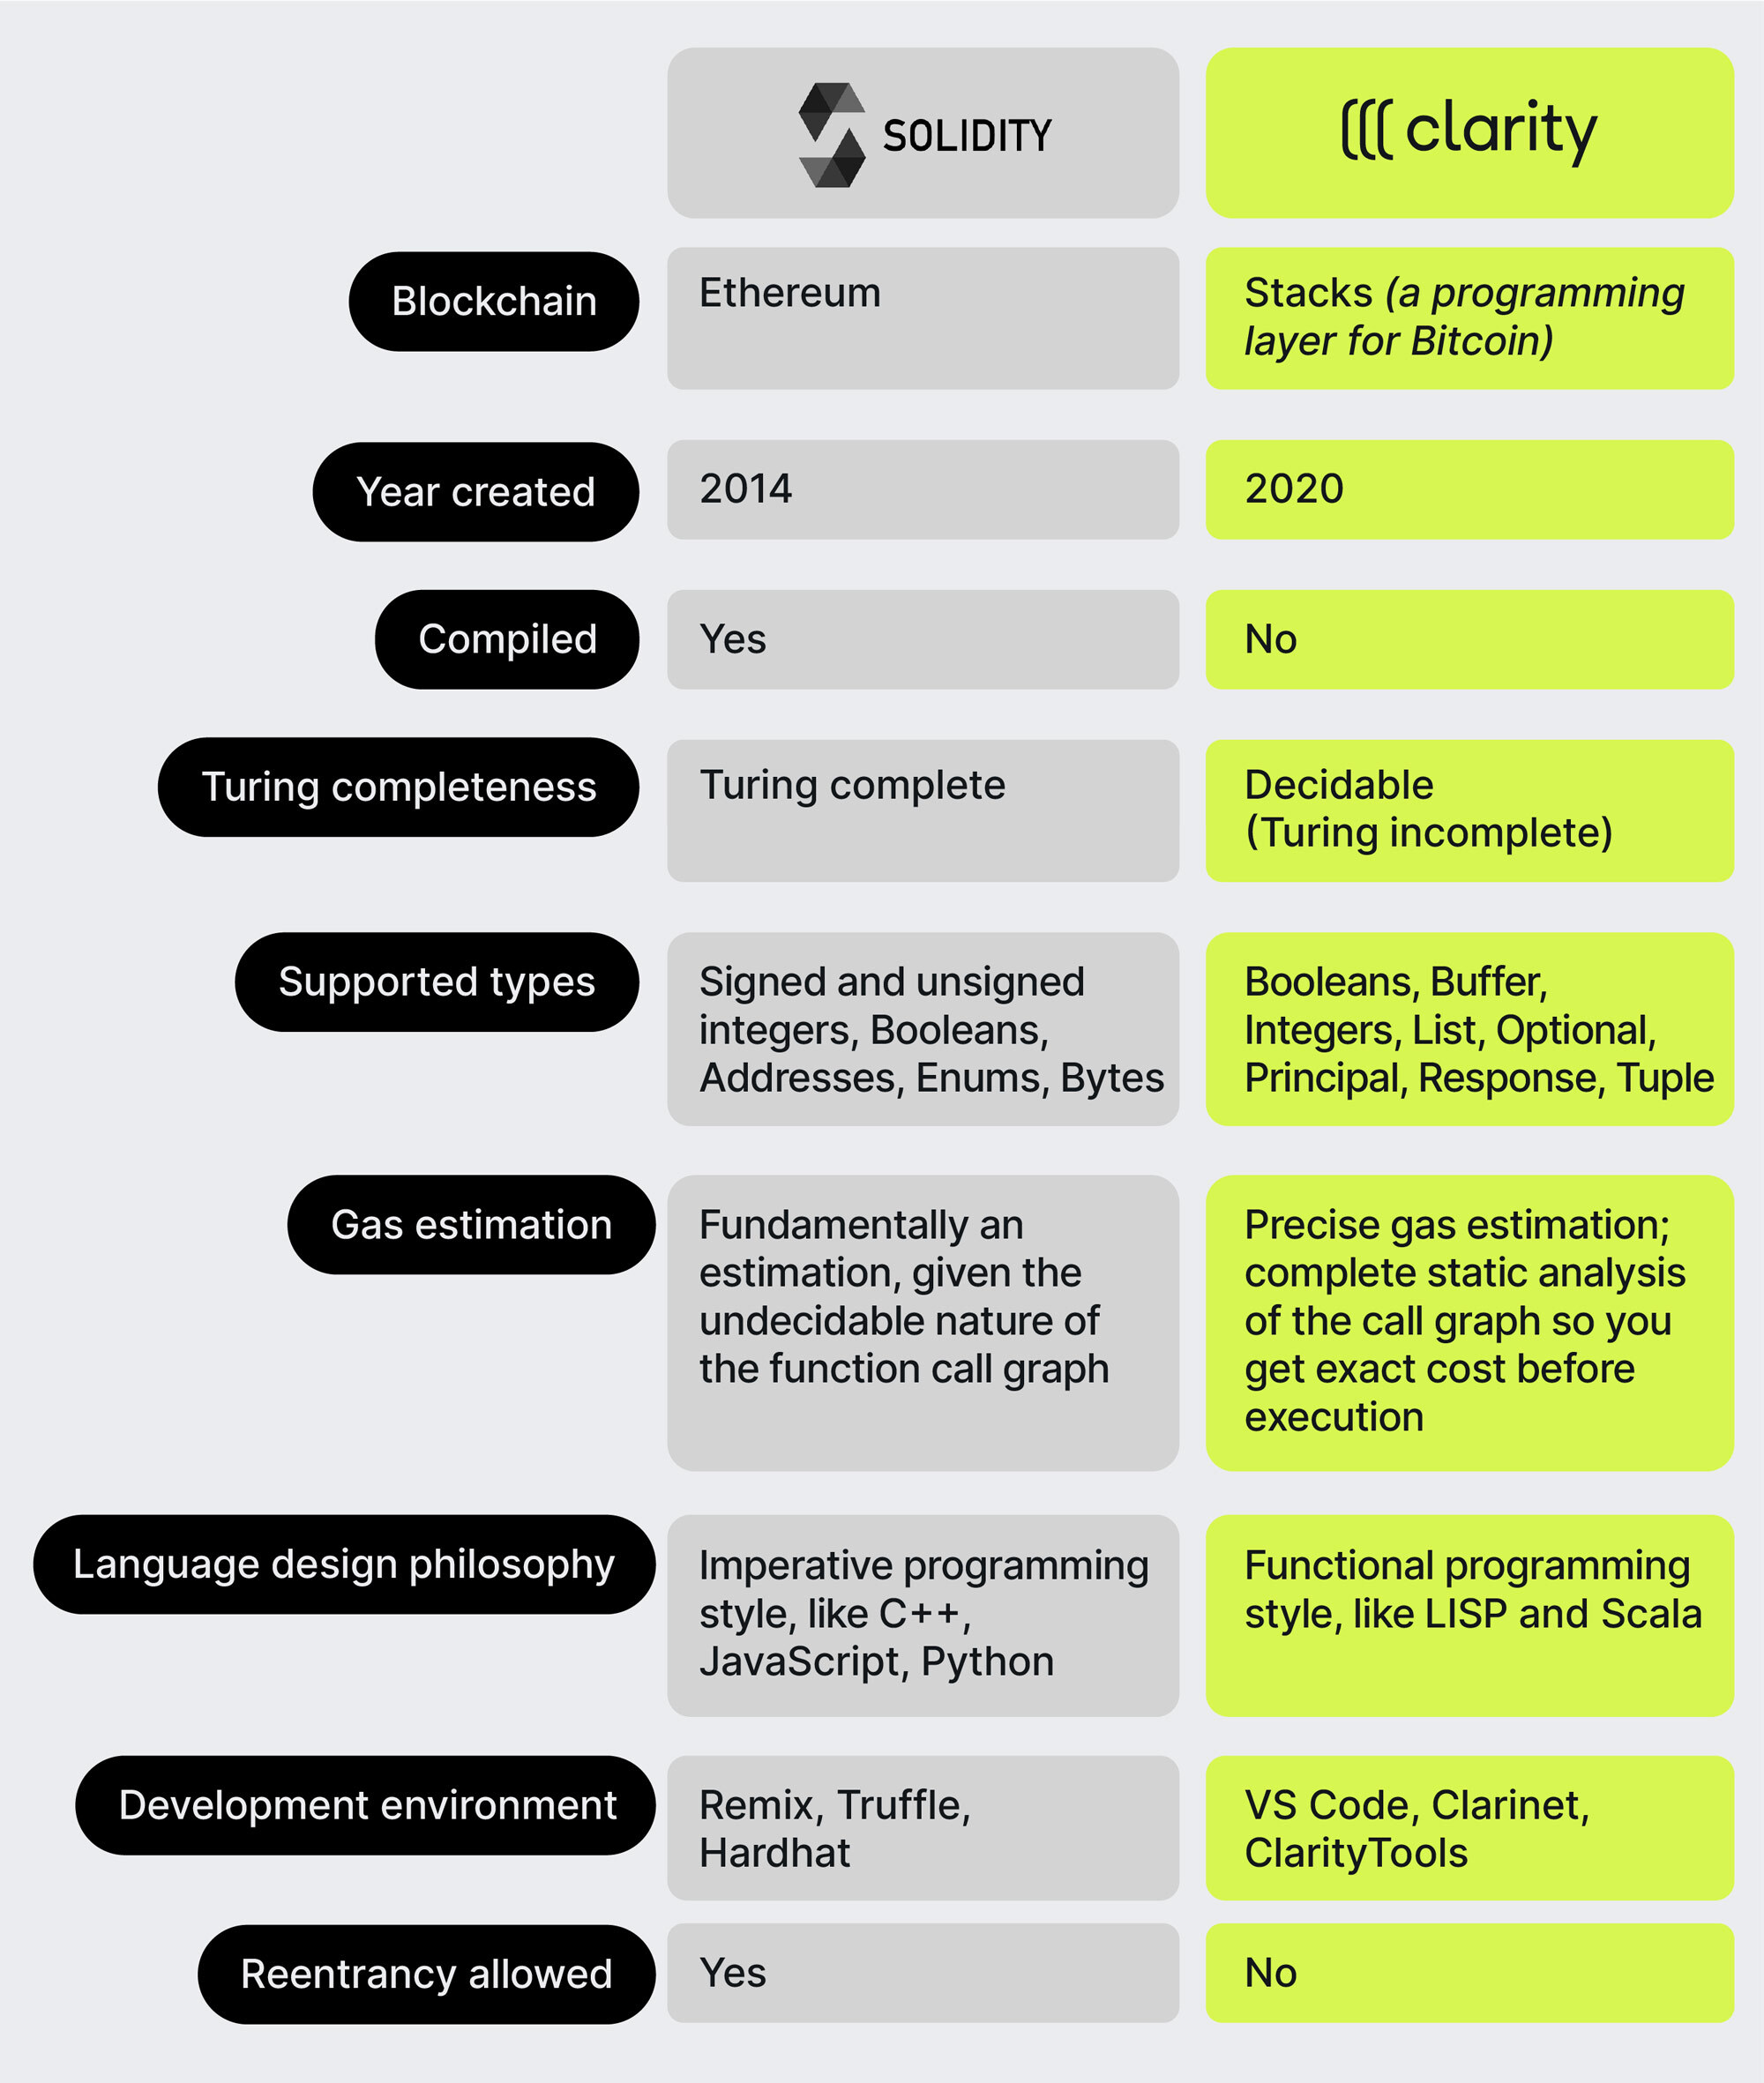 SOLIDITY
clarity
Blockchain
Ethereum
Stacks (a programming
layer for Bitcoin)
Year created
2014
2020
Compiled
Yes
No
Turing completeness
Turing complete
Decidable
(Turing incomplete)
Supported types
Signed and unsigned
integers, Booleans,
Addresses, Enums, Bytes
Booleans, Buffer,
Integers, List, Optional,
Principal, Response, Tuple
Gas estimation
Fundamentally an
estimation, given the
undecidable nature of
the function call graph
Precise gas estimation;
complete static analysis
of the call graph so you
get exact cost before
execution
Language design philosophy
Imperative programming
style, like C++,
JavaScript, Python
Functional programming
style, like LISP and Scala
Development environment
Remix, Truffle,
Hardhat
VS Code, Clarinet,
ClarityTools
Reentrancy allowed
Yes
No